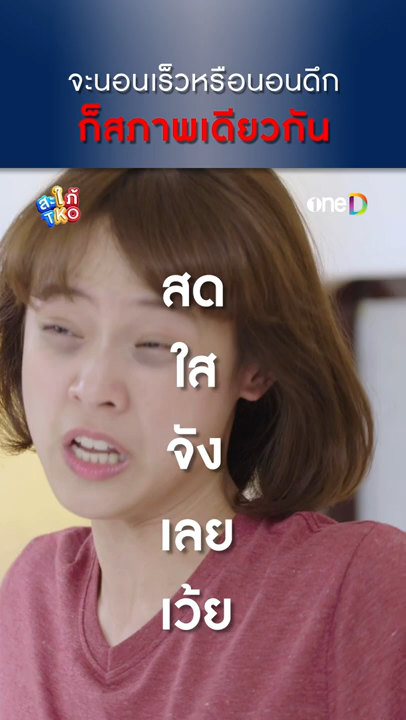 จะนอนเร็วหรือนอนดึก
ก็สภาพเดียวกัน
สะใภ้
TKO
oneD
สด
ใส
จัง
เลย
เว้ย